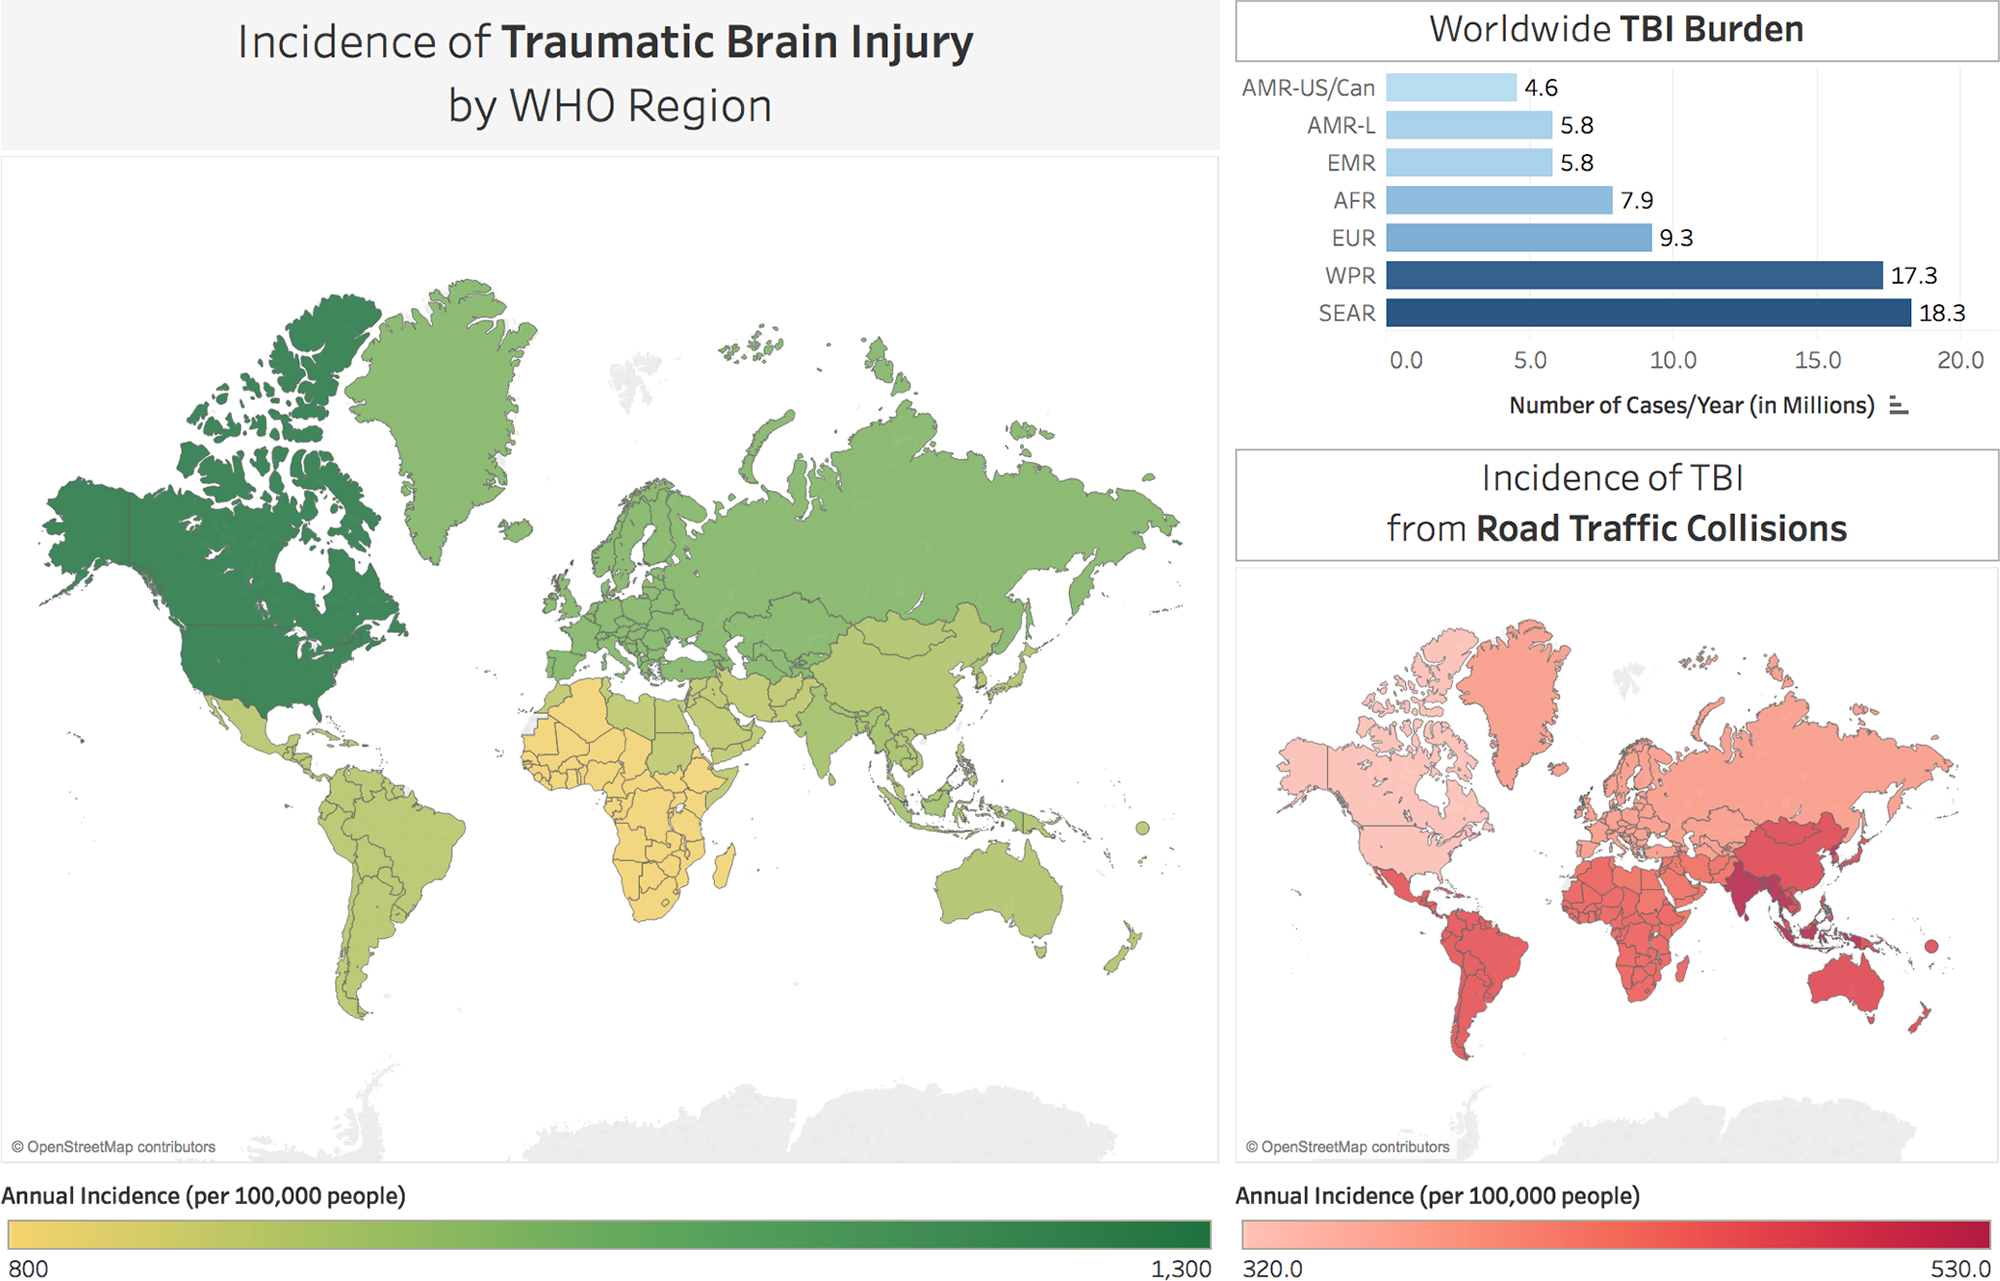 Incidence of Traumatic Brain Injury
by WHO Region
© OpenStreetMap contributors
Annual Incidence (per 100,000 people)
800 1,300
Worldwide TBI Burden
AMR-US/Can 4.6
AMR-L 5.8
EMR 5.8
AFR 7.9
EUR 9.3
WPR 17.3
SEAR 18.3
0.0 5.0 10.0 15.0 20.0
Number of Cases/Year (in Millions)
Incidence of TBI
from Road Traffic Collisions
© OpenStreetMap contributors
Annual Incidence (per 100,000 people)
320.0 530.0